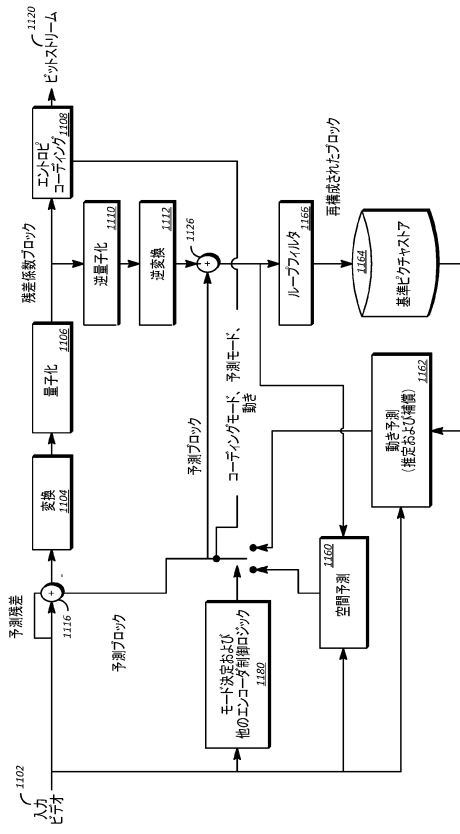 1102
入力
ビデオ
予測残差
1116
+
-
変換
1104
量子化
1106
残差係数ブロック
エントロピ
コーディング
1108
1120
ビットストリーム
逆量子化
1110
逆変換
1112
1126
+
予測ブロック
予測ブロック
コーディングモード、予測モード、
動き
ループフィルタ
1166
再構成されたブロック
1164
基準ピクチャストア
モード決定および
他のエンコーダ制御ロジック
1180
空間予測
1160
動き予測
(推定および補償)
1162